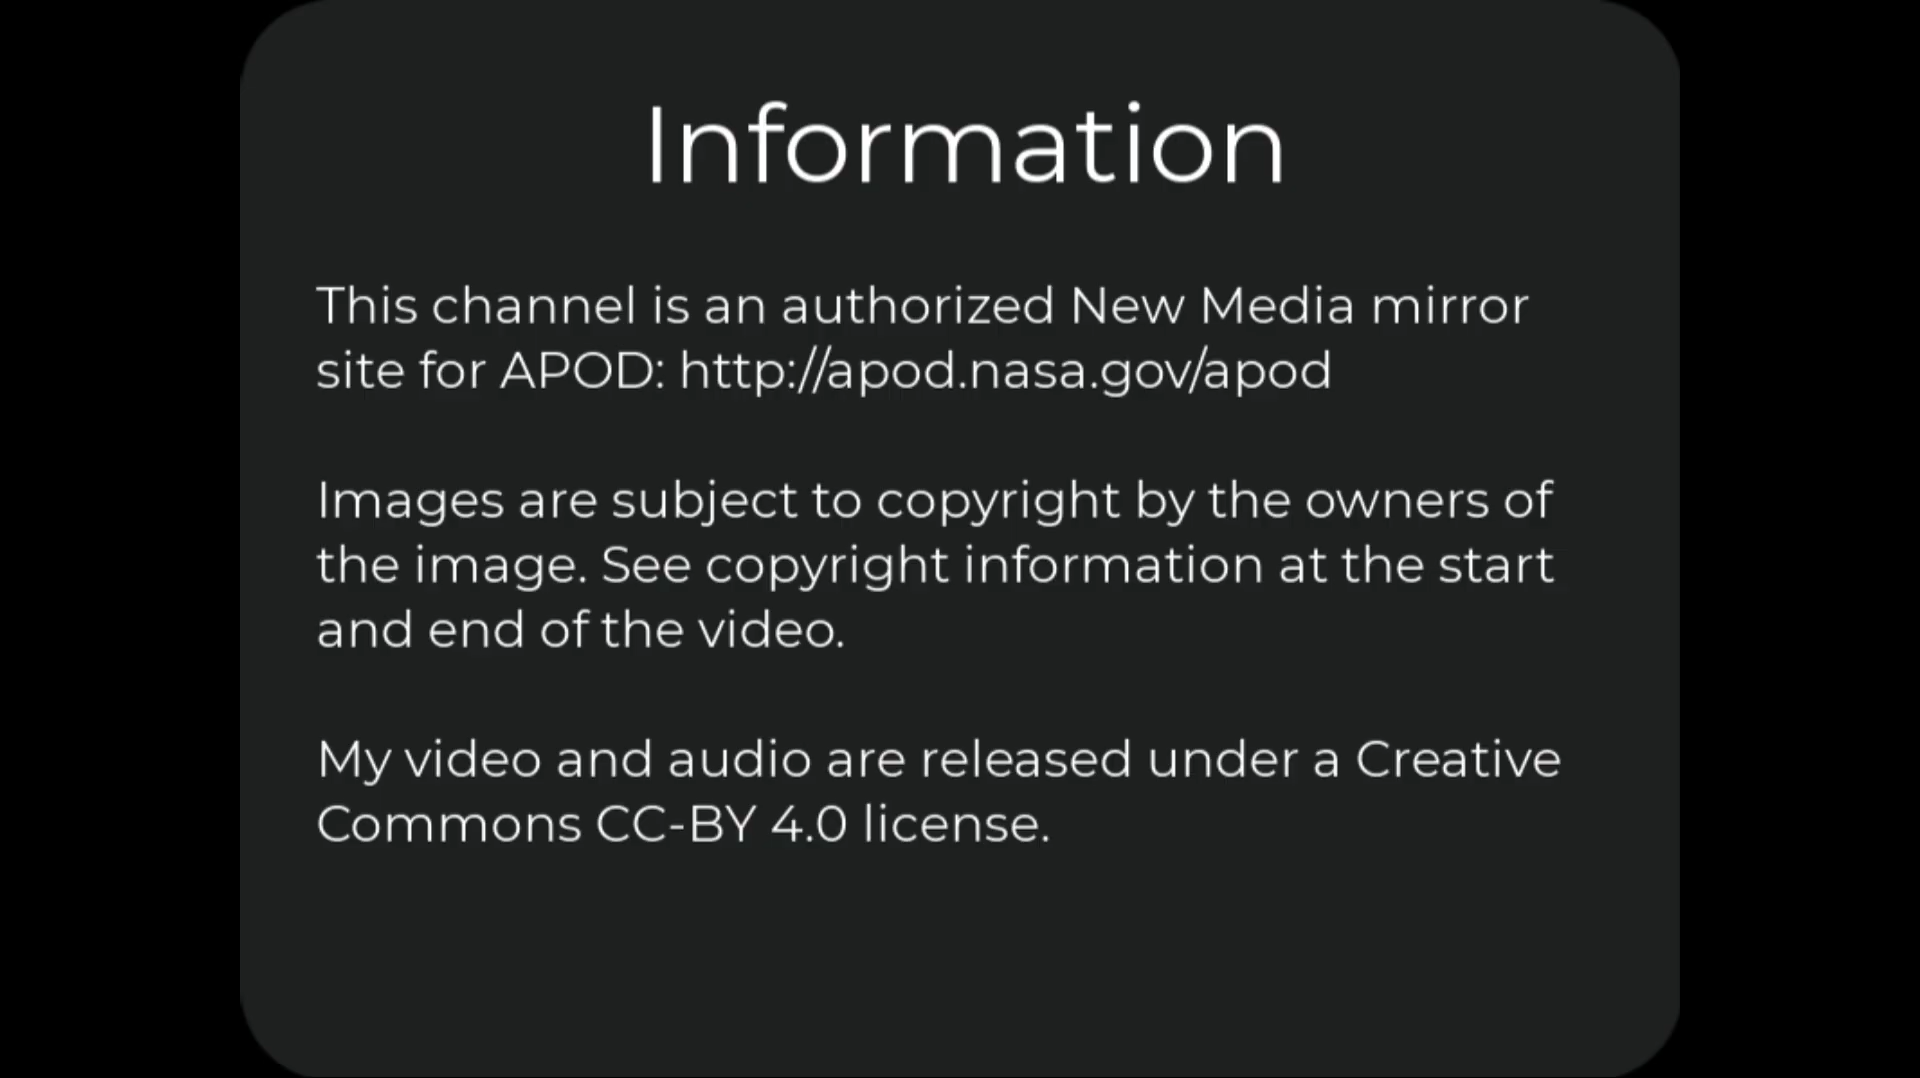 Information
This channel is an authorized New Media mirror
site for APOD: http://apod.nasa.gov/apod
Images are subject to copyright by the owners of
the image. See copyright information at the start
and end of the video.
My video and audio are released under a Creative
Commons CC-BY 4.0 license.